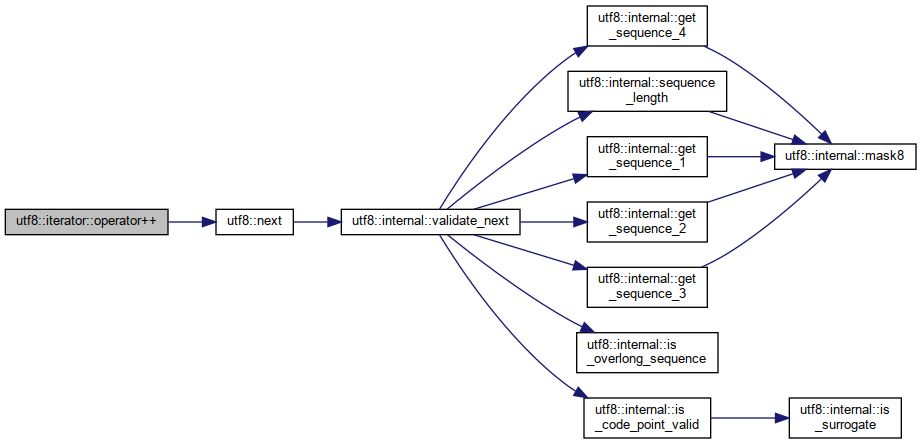 utf8::iterator::operator++
utf8::next
utf8::internal::validate_next
utf8::internal::get
_sequence_4
utf8::internal::sequence
_length
utf8::internal::get
_sequence_1
utf8::internal::get
_sequence_2
utf8::internal::get
_sequence_3
utf8::internal::is
_overlong_sequence
utf8::internal::is
_code_point_valid
utf8::internal::mask8
utf8::internal::is
_surrogate